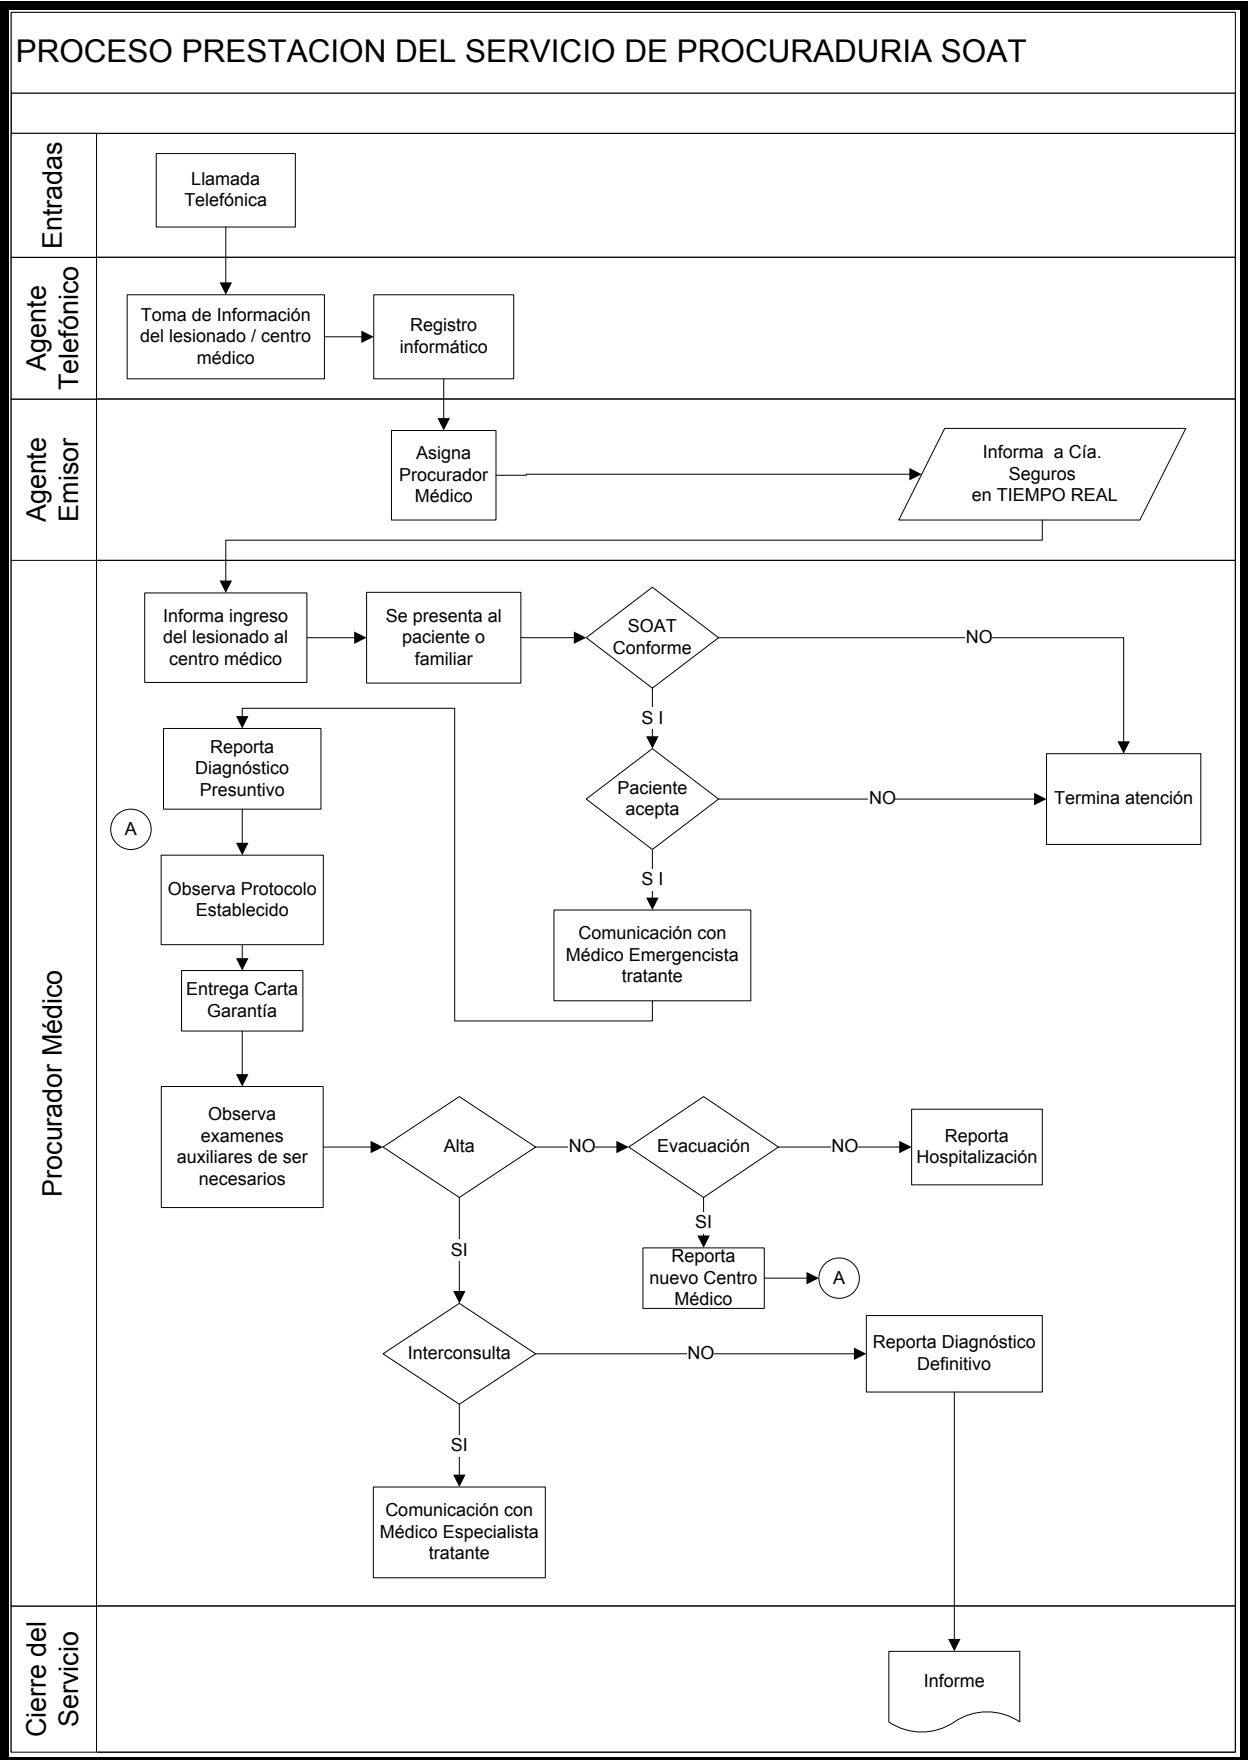 PROCESO PRESTACION DEL SERVICIO DE PROCURADURIA SOAT
Entradas
Llamada
Telefónica
Agente
Telefónico
Toma de Información
del lesionado / centro
médico
Registro
informático
Agente
Emisor
Asigna
Procurador
Médico
Informa a Cía.
Seguros
en TIEMPO REAL
Procurador Médico
Informa ingreso
del lesionado al
centro médico
Se presenta al
paciente o
familiar
SOAT
Conforme
NO
S I
Reporta
Diagnóstico
Presuntivo
Paciente
acepta
NO
Termina atención
A
S I
Observa Protocolo
Establecido
Comunicación con
Médico Emergencista
tratante
Entrega Carta
Garantía
Observa
examenes
auxiliares de ser
necesarios
Alta
NO
Evacuación
NO
Reporta
Hospitalización
SI
SI
Reporta
nuevo Centro
Médico
A
Interconsulta
NO
Reporta Diagnóstico
Definitivo
SI
Comunicación con
Médico Especialista
tratante
Cierre del
Servicio
Informe